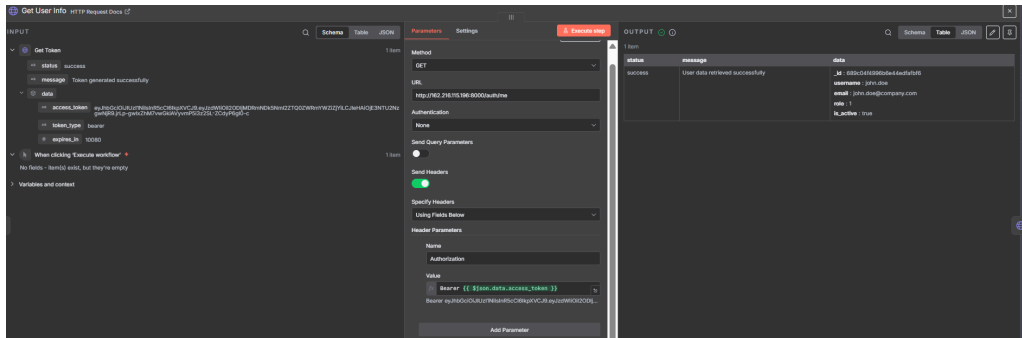 Get User Info HTTP Request Docs
INPUT
Schema Table JSON
Get Token 1 item
status success
message Token generated successfully
data
access_token
token_type bearer
expires_in 10080
When clicking 'Execute workflow' 1 item
No fields - item(s) exist, but they're empty
Variables and context
Parameters Settings
Execute step
Method
GET
URL
http://162.216.115.196:8000/auth/me
Authentication
None
Send Query Parameters
Send Headers
Specify Headers
Using Fields Below
Header Parameters
Name
Authorization
Value
fx Bearer {{ $json.data.access_token }}
Add Parameter
OUTPUT
Schema Table JSON
1 item
status message data
success User data retrieved successfully
username : john.doe
email : john.doe@company.com
role : 1
is_active : true